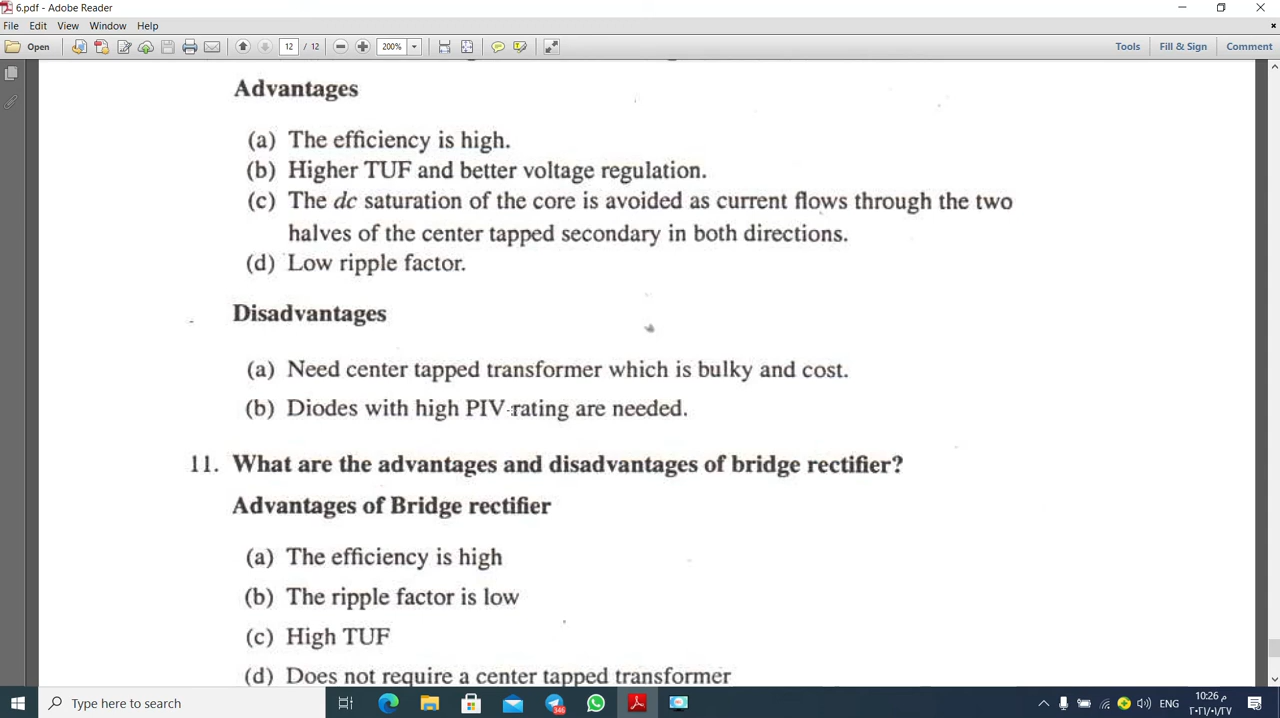 6.pdf - Adobe Reader
File Edit View Window Help
Open 12 / 12 200% Tools Fill & Sign Comment
Advantages
(a) The efficiency is high.
(b) Higher TUF and better voltage regulation.
(c) The dc saturation of the core is avoided as current flows through the two
halves of the center tapped secondary in both directions.
(d) Low ripple factor.
Disadvantages
(a) Need center tapped transformer which is bulky and cost.
(b) Diodes with high PIV rating are needed.
11. What are the advantages and disadvantages of bridge rectifier?
Advantages of Bridge rectifier
(a) The efficiency is high
(b) The ripple factor is low
(c) High TUF
(d) Does not require a center tapped transformer
Type here to search
ENG
10:26 م
٢٠٢١/٠١/٢٧